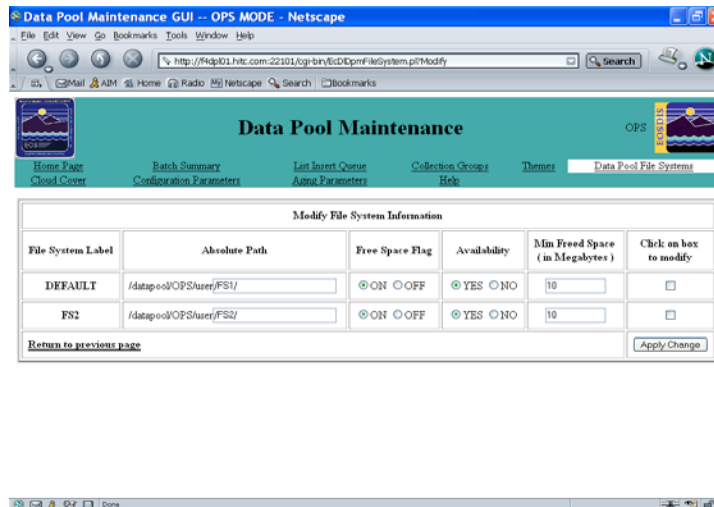 Data Pool Maintenance GUI -- OPS MODE - Netscape
File Edit View Go Bookmarks Tools Window Help
http://f4dpl01.hitc.com:22101/cgi-bin/EcDlDpmFileSystem.pl?Modify
Search
Mail AIM Home Radio Netscape Search Bookmarks
EOSDIS
Data Pool Maintenance
OPS
EOSDIS
Home Page Batch Summary List Insert Queue Collection Groups Themes Data Pool File Systems
Cloud Cover Configuration Parameters Aging Parameters Help
Modify File System Information
File System Label Absolute Path Free Space Flag Availability Min Freed Space ( in Megabytes ) Click on box to modify
DEFAULT /datapool/OPS/user/FS1/ ON OFF YES NO 10
FS2 /datapool/OPS/user/FS2/ ON OFF YES NO 10
Return to previous page Apply Change
Done